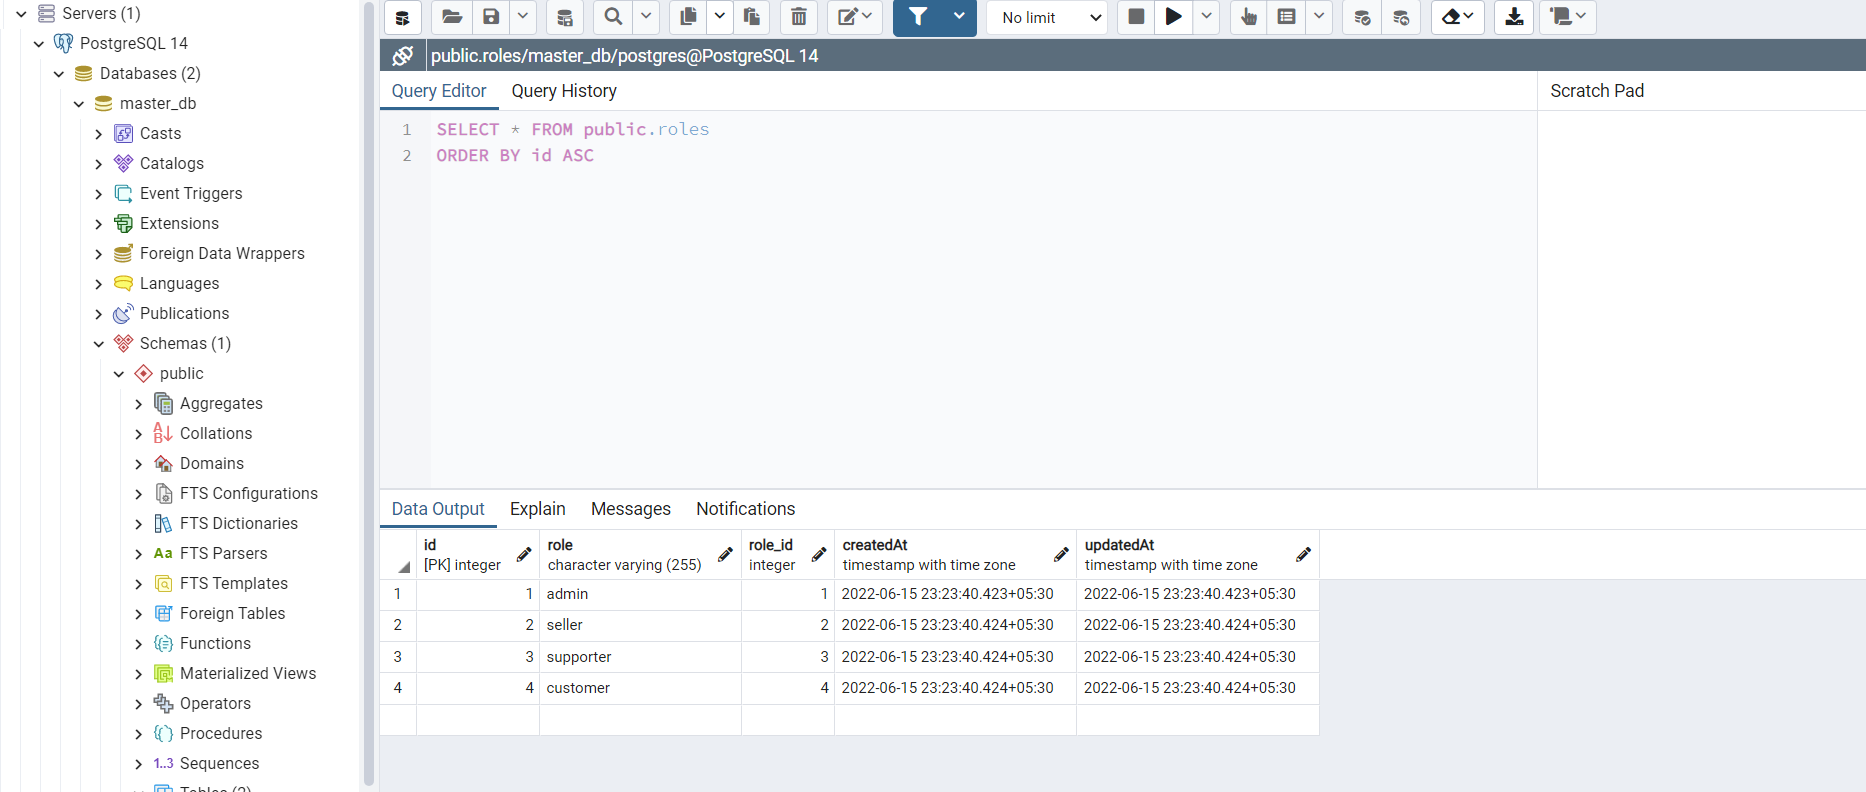 Servers (1)
PostgreSQL 14
Databases (2)
master_db
Casts
Catalogs
Event Triggers
Extensions
Foreign Data Wrappers
Languages
Publications
Schemas (1)
public
Aggregates
Collations
Domains
FTS Configurations
FTS Dictionaries
Aa FTS Parsers
FTS Templates
Foreign Tables
Functions
Materialized Views
Operators
Procedures
1..3 Sequences
Tables (2)
No limit
public.roles/master_db/postgres@PostgreSQL 14
Query Editor Query History
Scratch Pad
1 SELECT * FROM public.roles
2 ORDER BY id ASC
Data Output Explain Messages Notifications
id role role_id createdAt updatedAt
[PK] integer character varying (255) integer timestamp with time zone timestamp with time zone
1 1 admin 1 2022-06-15 23:23:40.423+05:30 2022-06-15 23:23:40.423+05:30
2 2 seller 2 2022-06-15 23:23:40.424+05:30 2022-06-15 23:23:40.424+05:30
3 3 supporter 3 2022-06-15 23:23:40.424+05:30 2022-06-15 23:23:40.424+05:30
4 4 customer 4 2022-06-15 23:23:40.424+05:30 2022-06-15 23:23:40.424+05:30